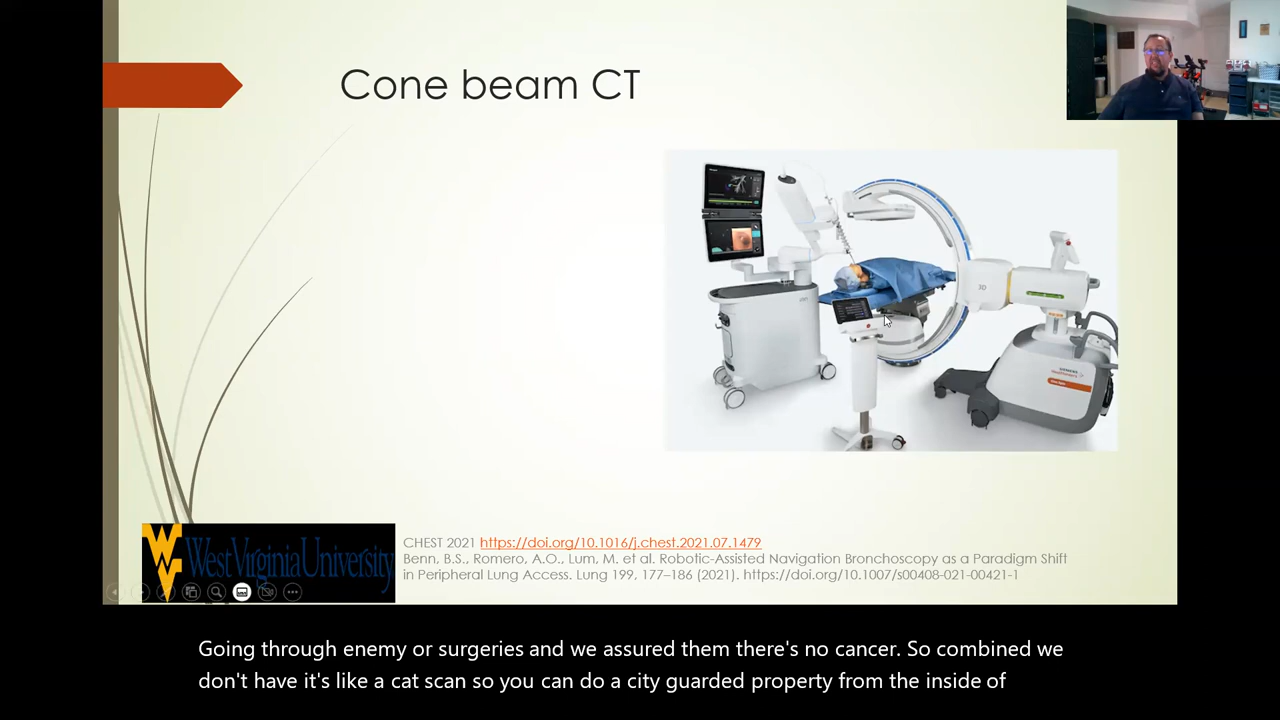 Cone beam CT
3D
SIEMENS
Healthineers
West Virginia University
CHEST 2021 https://doi.org/10.1016/j.chest.2021.07.1479
Benn, B.S., Romero, A.O., Lum, M. et al. Robotic-Assisted Navigation Bronchoscopy as a Paradigm Shift
in Peripheral Lung Access. Lung 199, 177–186 (2021). https://doi.org/10.1007/s00408-021-00421-1
Going through enemy or surgeries and we assured them there's no cancer. So combined we
don't have it's like a cat scan so you can do a city guarded property from the inside of